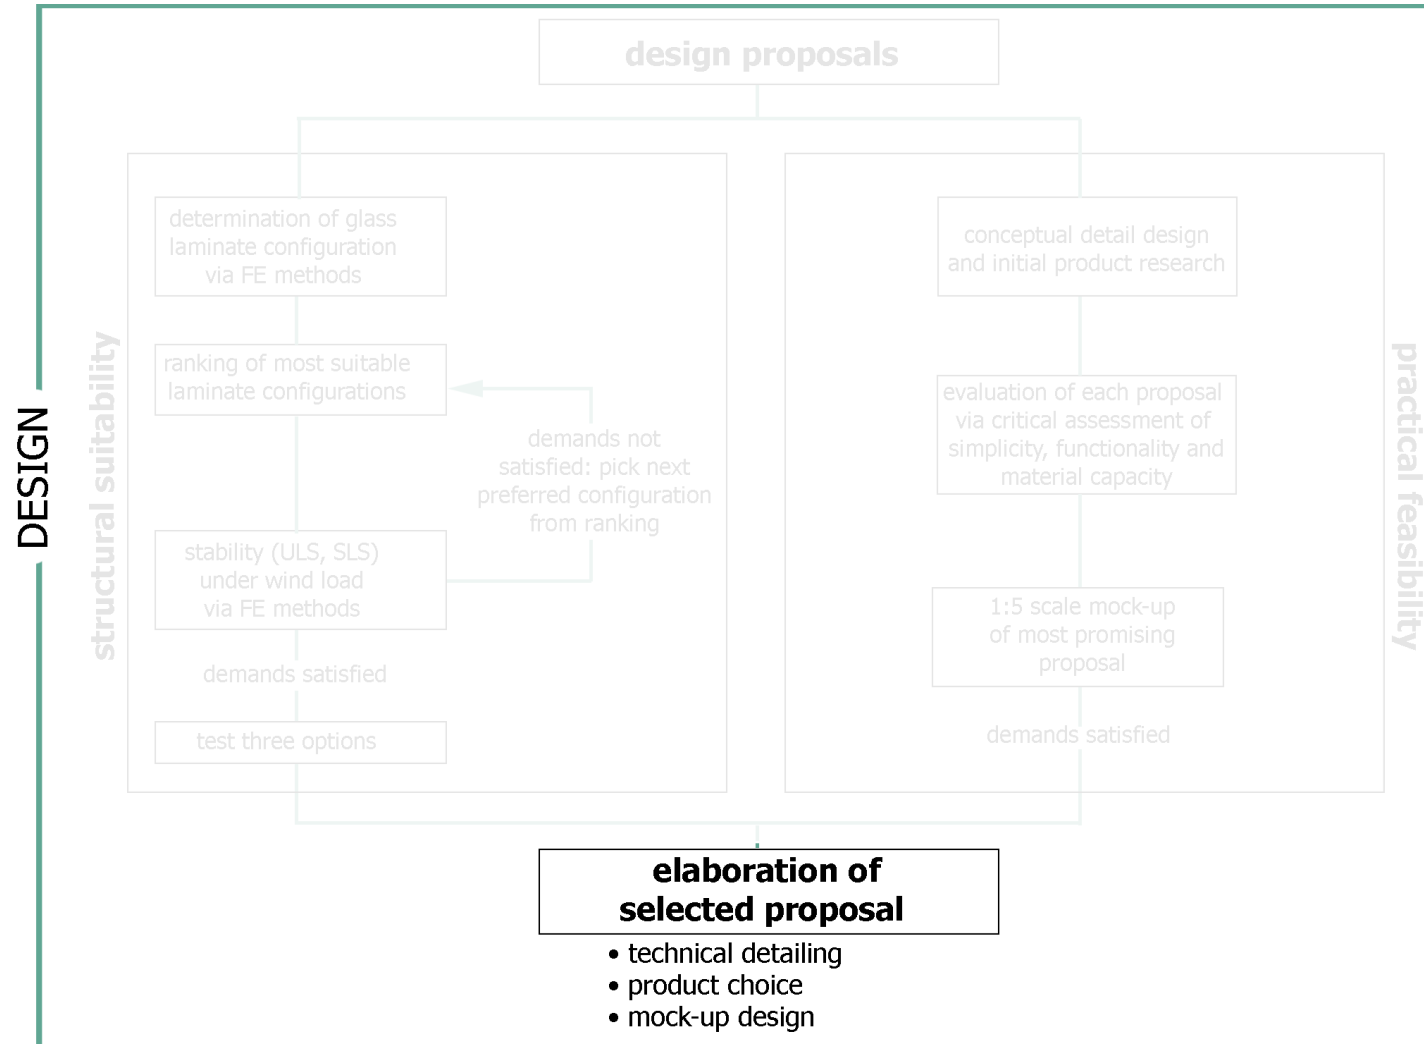 design proposals
DESIGN
structural suitability
determination of glass
laminate configuration
via FE methods
ranking of most suitable
laminate configurations
demands not
satisfied: pick next
preferred configuration
from ranking
stability (ULS, SLS)
under wind load
via FE methods
demands satisfied
test three options
conceptual detail design
and initial product research
evaluation of each proposal
via critical assessment of
simplicity, functionality and
material capacity
1:5 scale mock-up
of most promising
proposal
demands satisfied
practical feasibility
elaboration of
selected proposal
• technical detailing
• product choice
• mock-up design